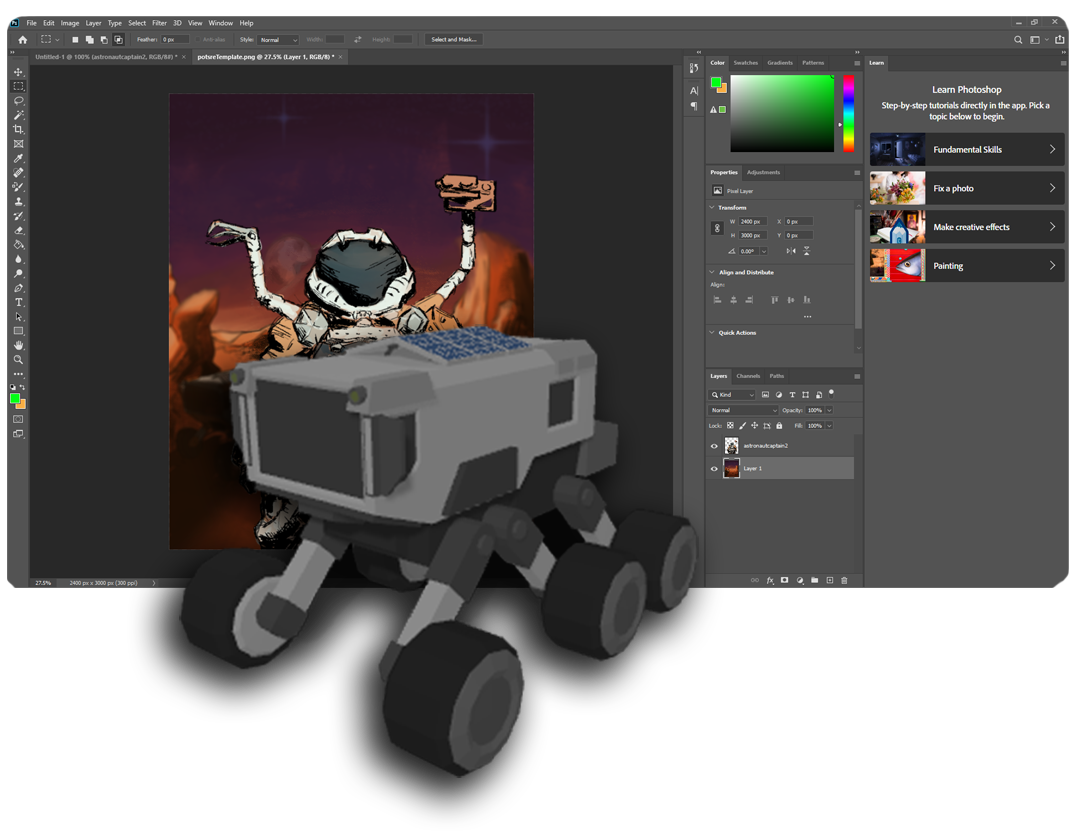 Ps File Edit Image Layer Type Select Filter 3D View Window Help
Feather: 0 px Anti-alias Style: Normal Width: Height: Select and Mask...
Untitled-1 @ 100% (astronautcaptain2, RGB/8#) * × potsreTemplate.png @ 27.5% (Layer 1, RGB/8) * ×
Color Swatches Gradients Patterns
Learn
Learn Photoshop
Step-by-step tutorials directly in the app. Pick a
topic below to begin.
Fundamental Skills
Fix a photo
Make creative effects
Painting
Properties Adjustments
Pixel Layer
Transform
W 2400 px X 0 px
H 3000 px Y 0 px
0.00°
Align and Distribute
Align:
Quick Actions
Layers Channels Paths
Kind
Normal Opacity: 100%
Lock: Fill: 100%
astronautcaptain2
Layer 1
27.5% 2400 px x 3000 px (300 ppi)